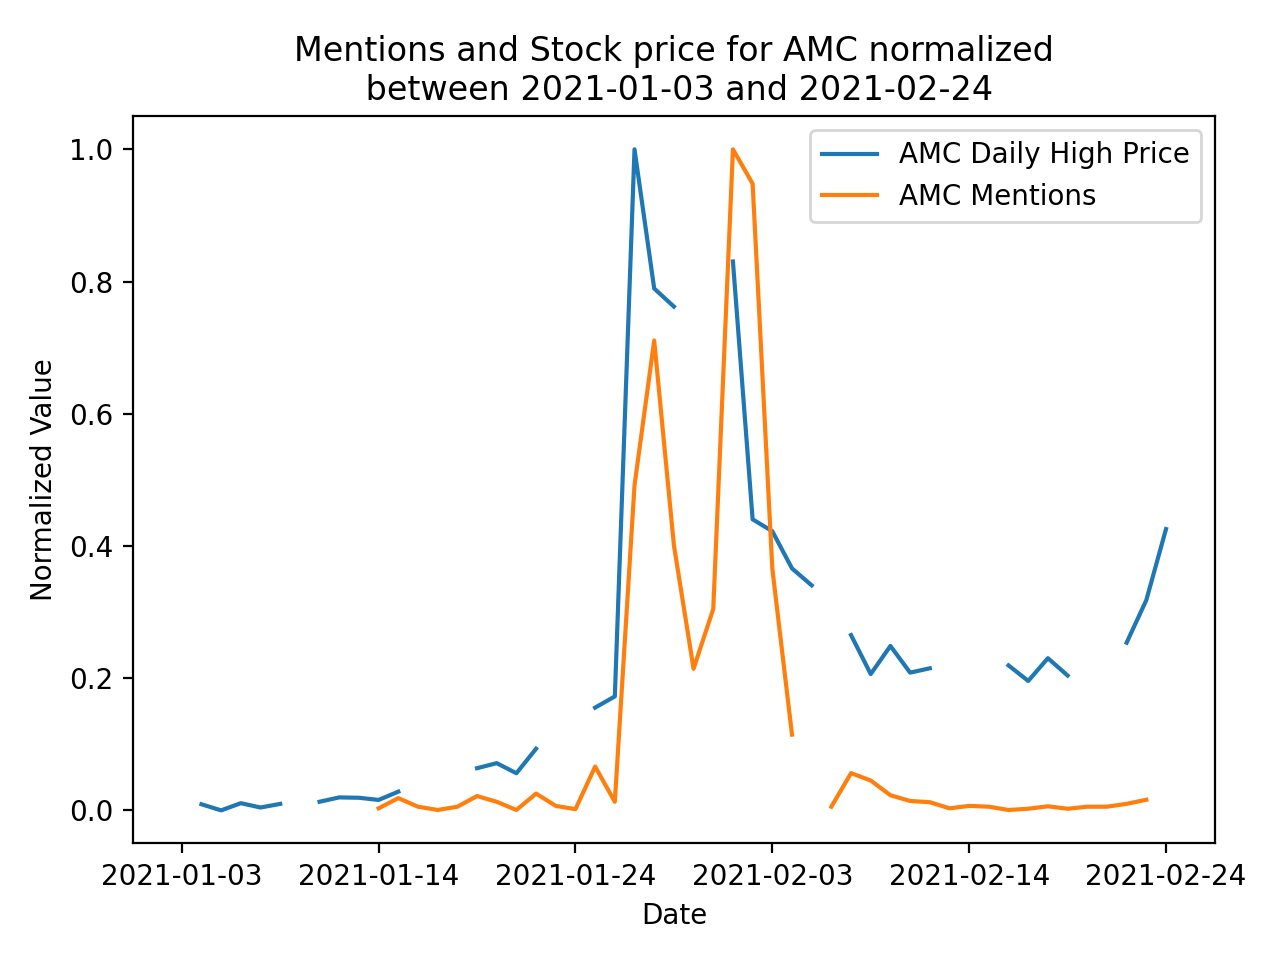 Mentions and Stock price for AMC normalized
between 2021-01-03 and 2021-02-24
AMC Daily High Price
AMC Mentions
Normalized Value
1.0
0.8
0.6
0.4
0.2
0.0
2021-01-03 2021-01-14 2021-01-24 2021-02-03 2021-02-14 2021-02-24
Date